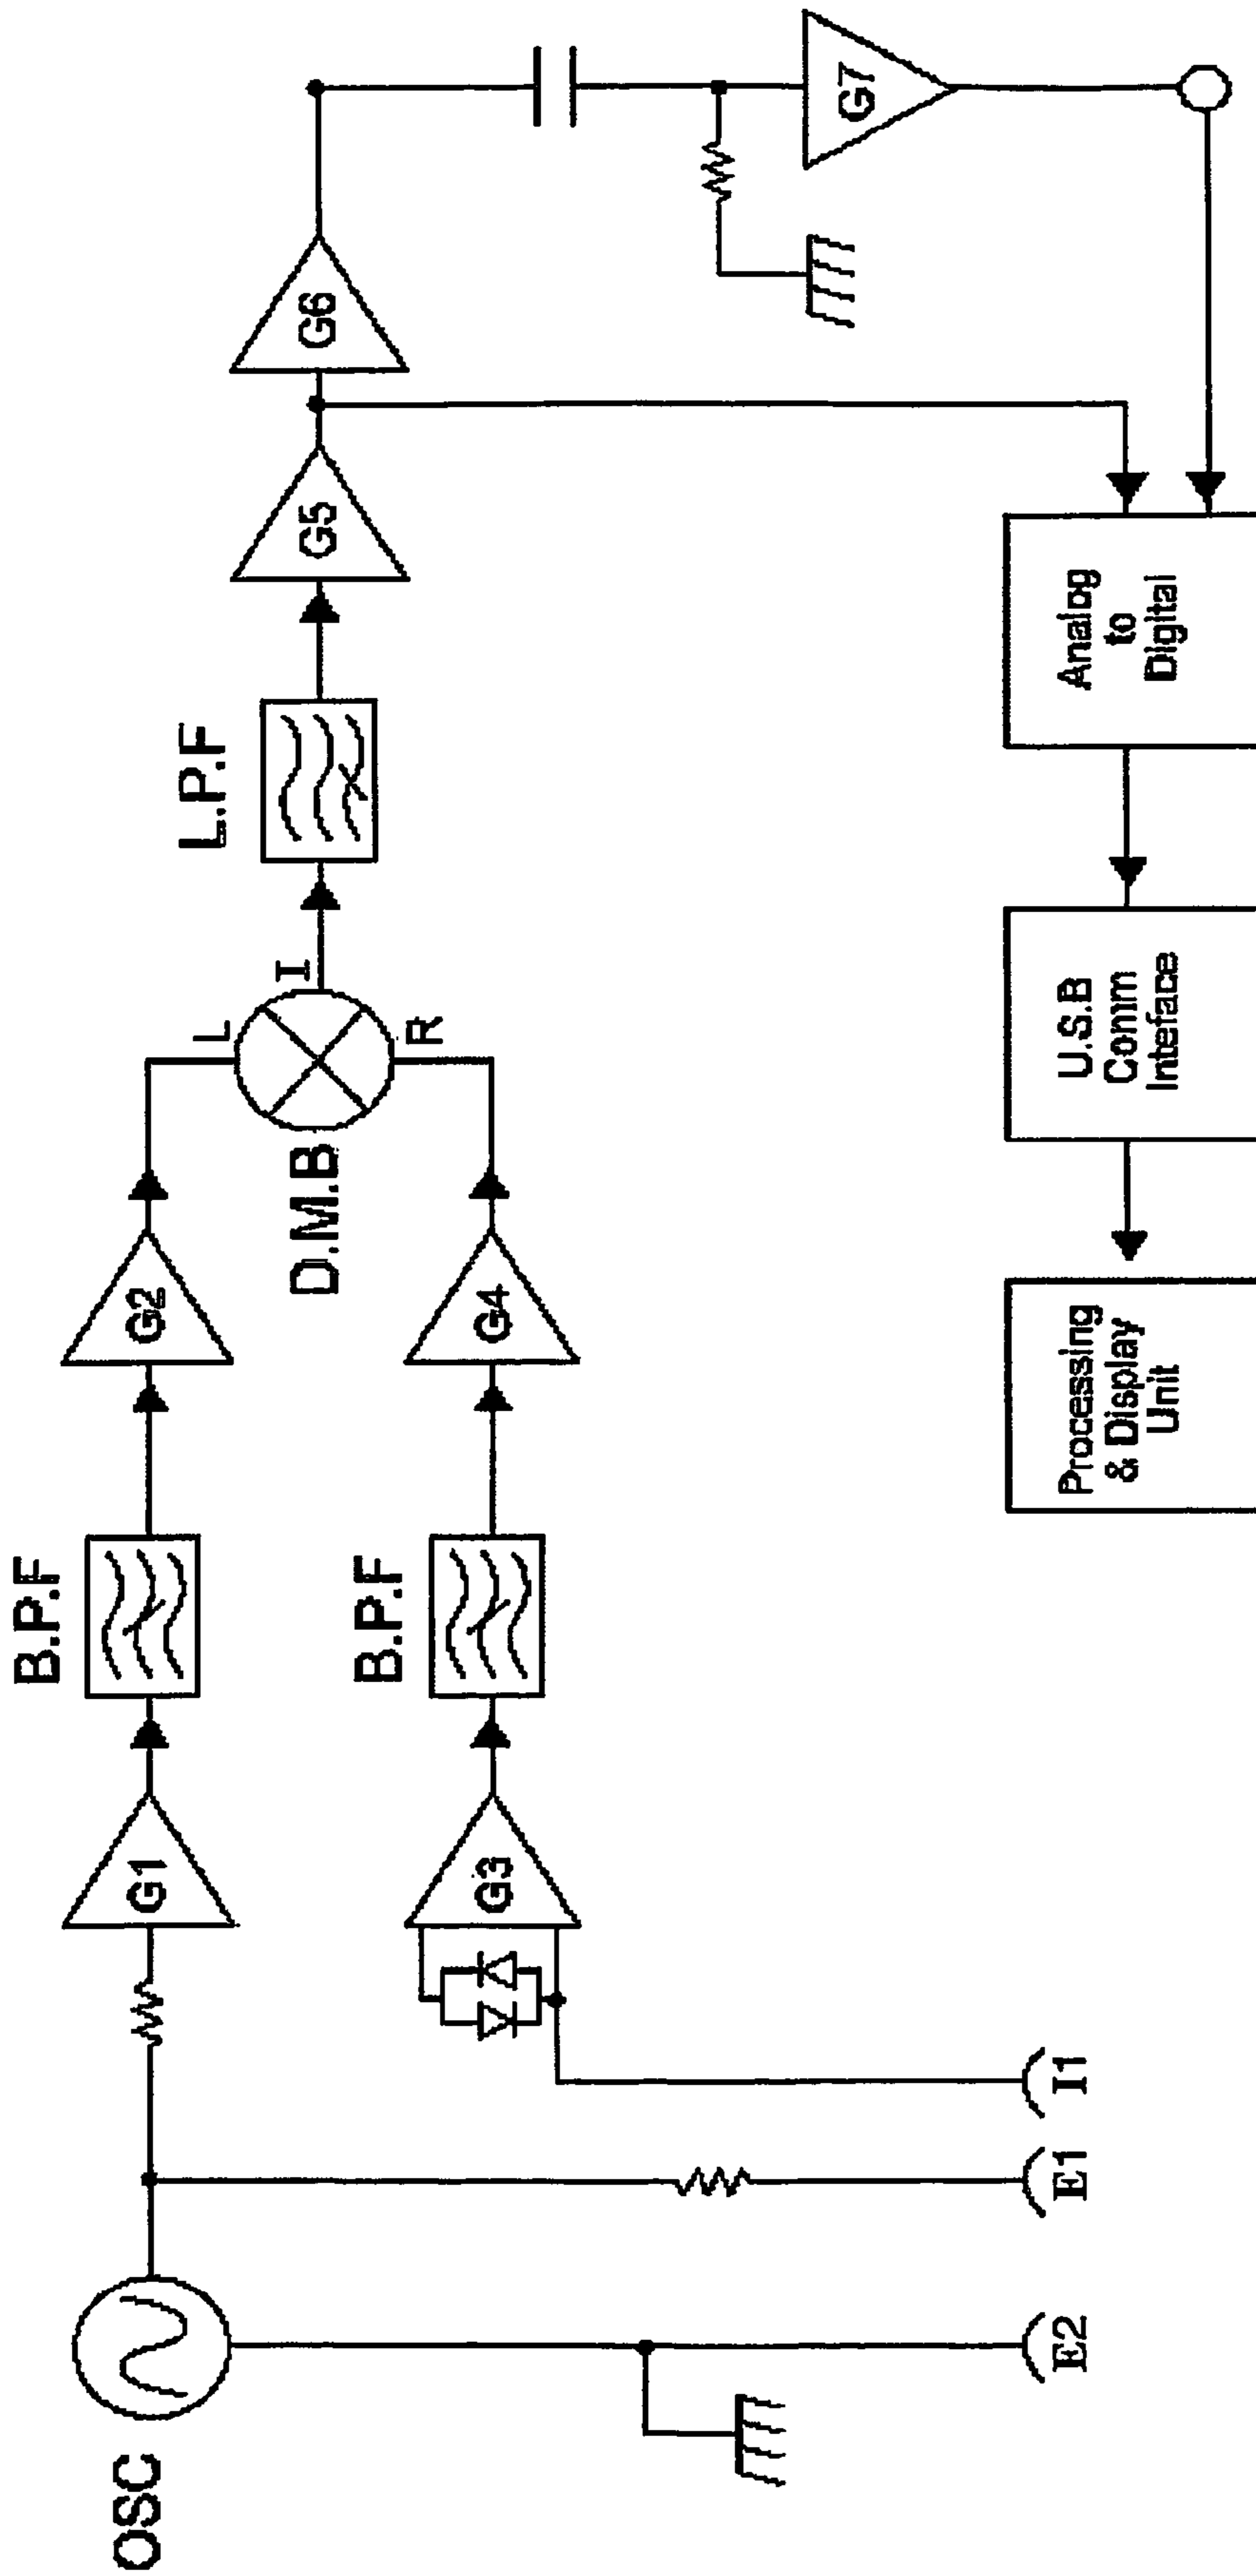 OSC
G1
B.P.F
G2
G3
B.P.F
G4
L
I
R
D.M.B
L.P.F
G5
G6
G7
E2
E1
I1
Processing
& Display
Unit
U.S.B
Comm
Inteface
Analog
to
Digital